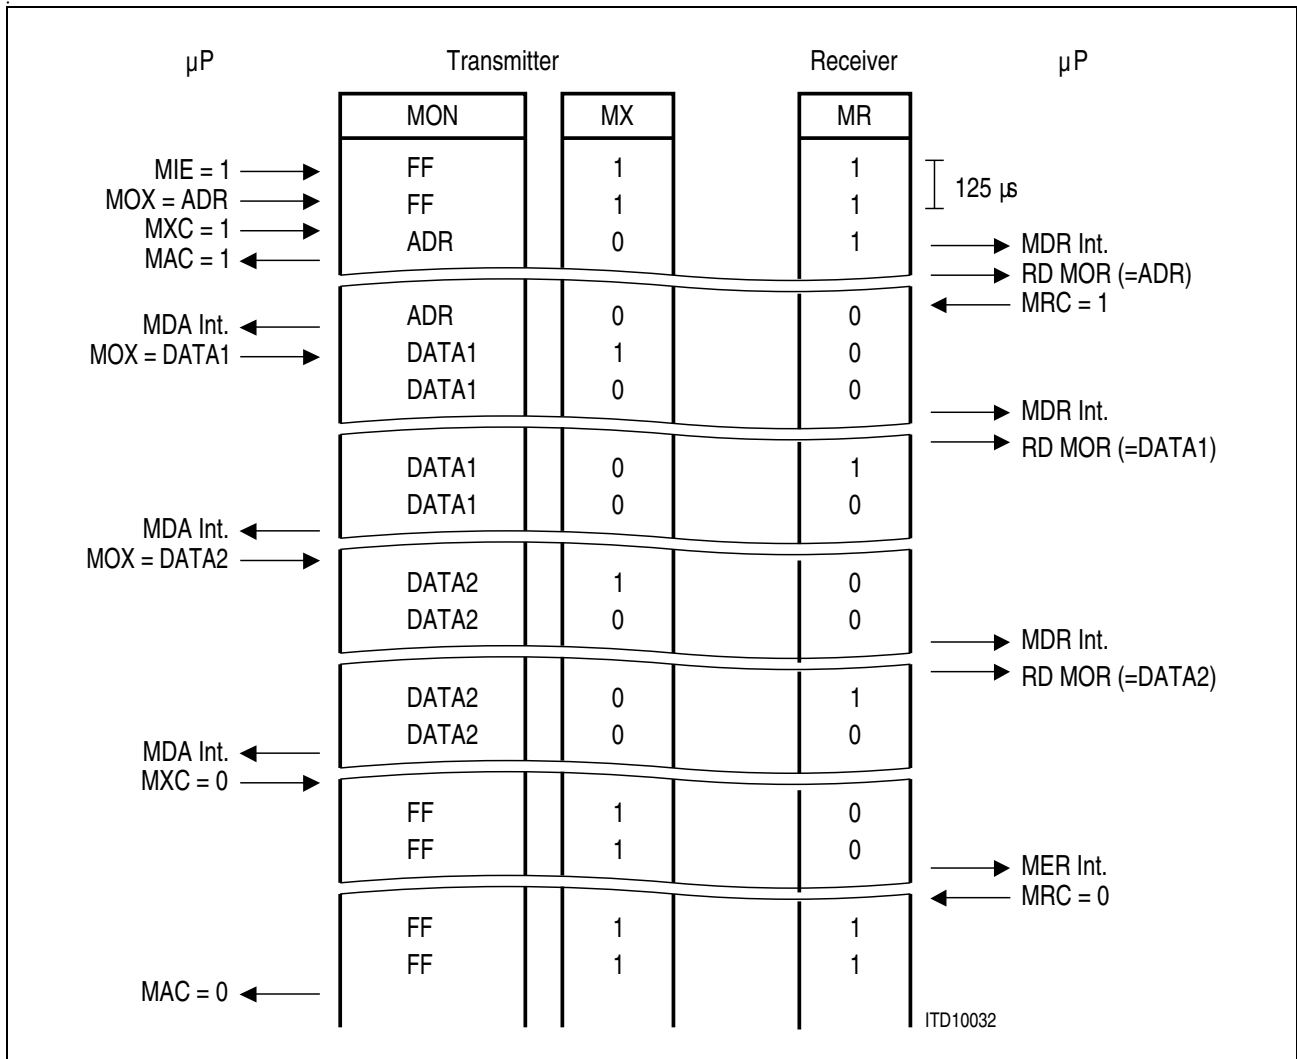 µP Transmitter Receiver µP
MON MX MR
MIE = 1 FF 1 1
125 µs
MOX = ADR FF 1 1
MXC = 1 ADR 0 1 MDR Int.
MAC = 1 RD MOR (=ADR)
MRC = 1
ADR 0 0
MDA Int.
MOX = DATA1 DATA1 1 0
DATA1 0 0
MDR Int.
RD MOR (=DATA1)
DATA1 0 1
DATA1 0 0
MDA Int.
MOX = DATA2
DATA2 1 0
DATA2 0 0
MDR Int.
RD MOR (=DATA2)
DATA2 0 1
DATA2 0 0
MDA Int.
MXC = 0
FF 1 0
FF 1 0
MER Int.
MRC = 0
FF 1 1
FF 1 1
MAC = 0
ITD10032